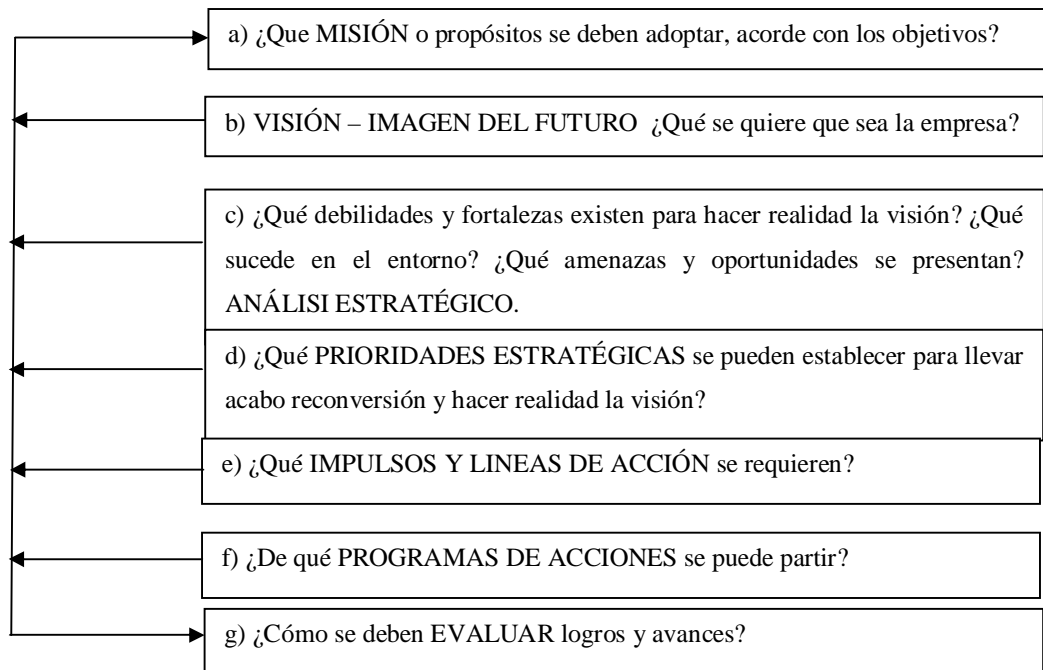 a) ¿Que MISIÓN o propósitos se deben adoptar, acorde con los objetivos?
b) VISIÓN – IMAGEN DEL FUTURO ¿Qué se quiere que sea la empresa?
c) ¿Qué debilidades y fortalezas existen para hacer realidad la visión? ¿Qué
sucede en el entorno? ¿Qué amenazas y oportunidades se presentan?
ANÁLISI ESTRATÉGICO.
d) ¿Qué PRIORIDADES ESTRATÉGICAS se pueden establecer para llevar
acabo reconversión y hacer realidad la visión?
e) ¿Qué IMPULSOS Y LINEAS DE ACCIÓN se requieren?
f) ¿De qué PROGRAMAS DE ACCIONES se puede partir?
g) ¿Cómo se deben EVALUAR logros y avances?